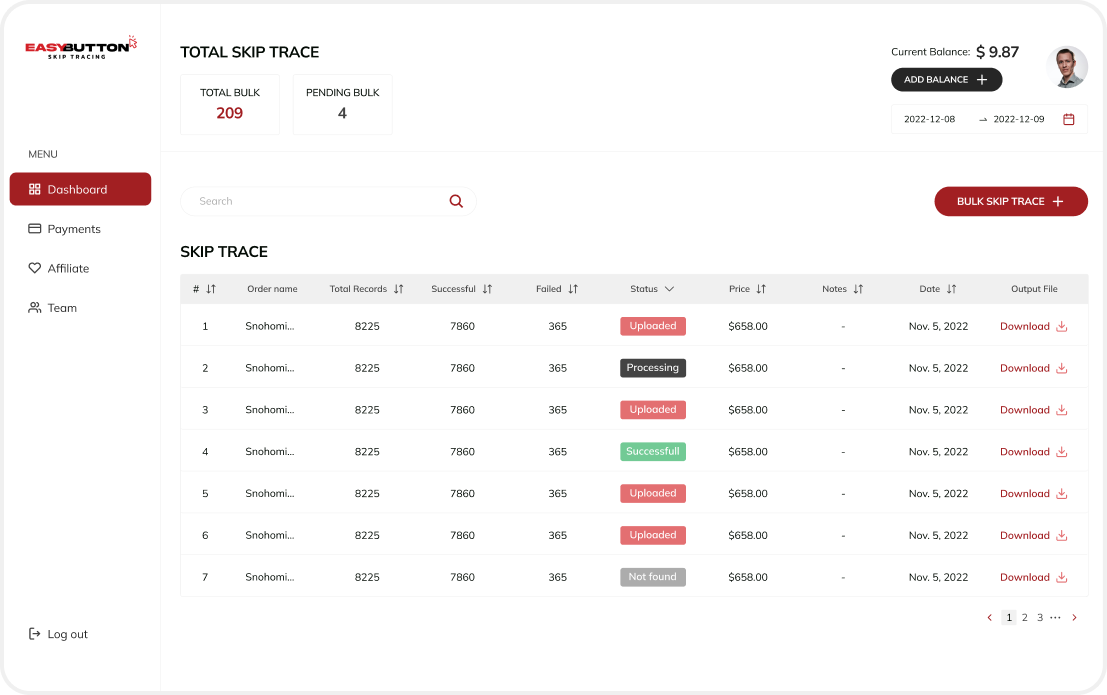 EASYBUTTON
SKIP TRACING
MENU
Dashboard
Payments
Affiliate
Team
Log out
TOTAL SKIP TRACE
TOTAL BULK
209
PENDING BULK
4
Current Balance: $ 9.87
ADD BALANCE
2022-12-08 → 2022-12-09
Search
BULK SKIP TRACE
SKIP TRACE
# Order name Total Records Successful Failed Status Price Notes Date Output File
1 Snohomi... 8225 7860 365 Uploaded $658.00 - Nov. 5, 2022 Download
2 Snohomi... 8225 7860 365 Processing $658.00 - Nov. 5, 2022 Download
3 Snohomi... 8225 7860 365 Uploaded $658.00 - Nov. 5, 2022 Download
4 Snohomi... 8225 7860 365 Successfull $658.00 - Nov. 5, 2022 Download
5 Snohomi... 8225 7860 365 Uploaded $658.00 - Nov. 5, 2022 Download
6 Snohomi... 8225 7860 365 Uploaded $658.00 - Nov. 5, 2022 Download
7 Snohomi... 8225 7860 365 Not found $658.00 - Nov. 5, 2022 Download
1 2 3 ...